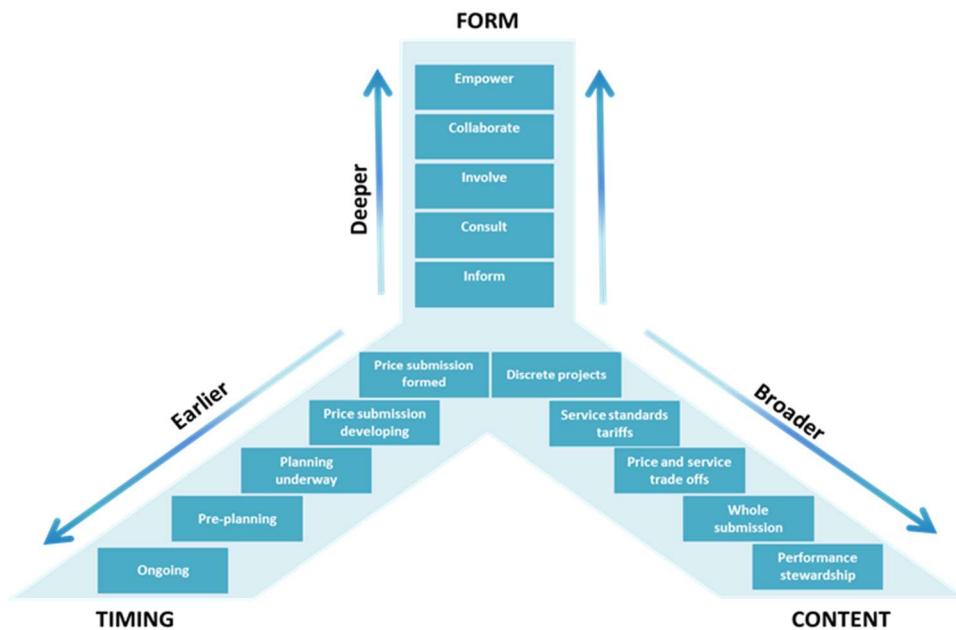 FORM
Empower
Collaborate
Involve
Consult
Inform
Deeper
Price submission
formed
Discrete projects
Earlier
Broader
Price submission
developing
Service standards
tariffs
Planning
underway
Price and service
trade offs
Pre-planning
Whole
submission
Ongoing
Performance
stewardship
TIMING
CONTENT